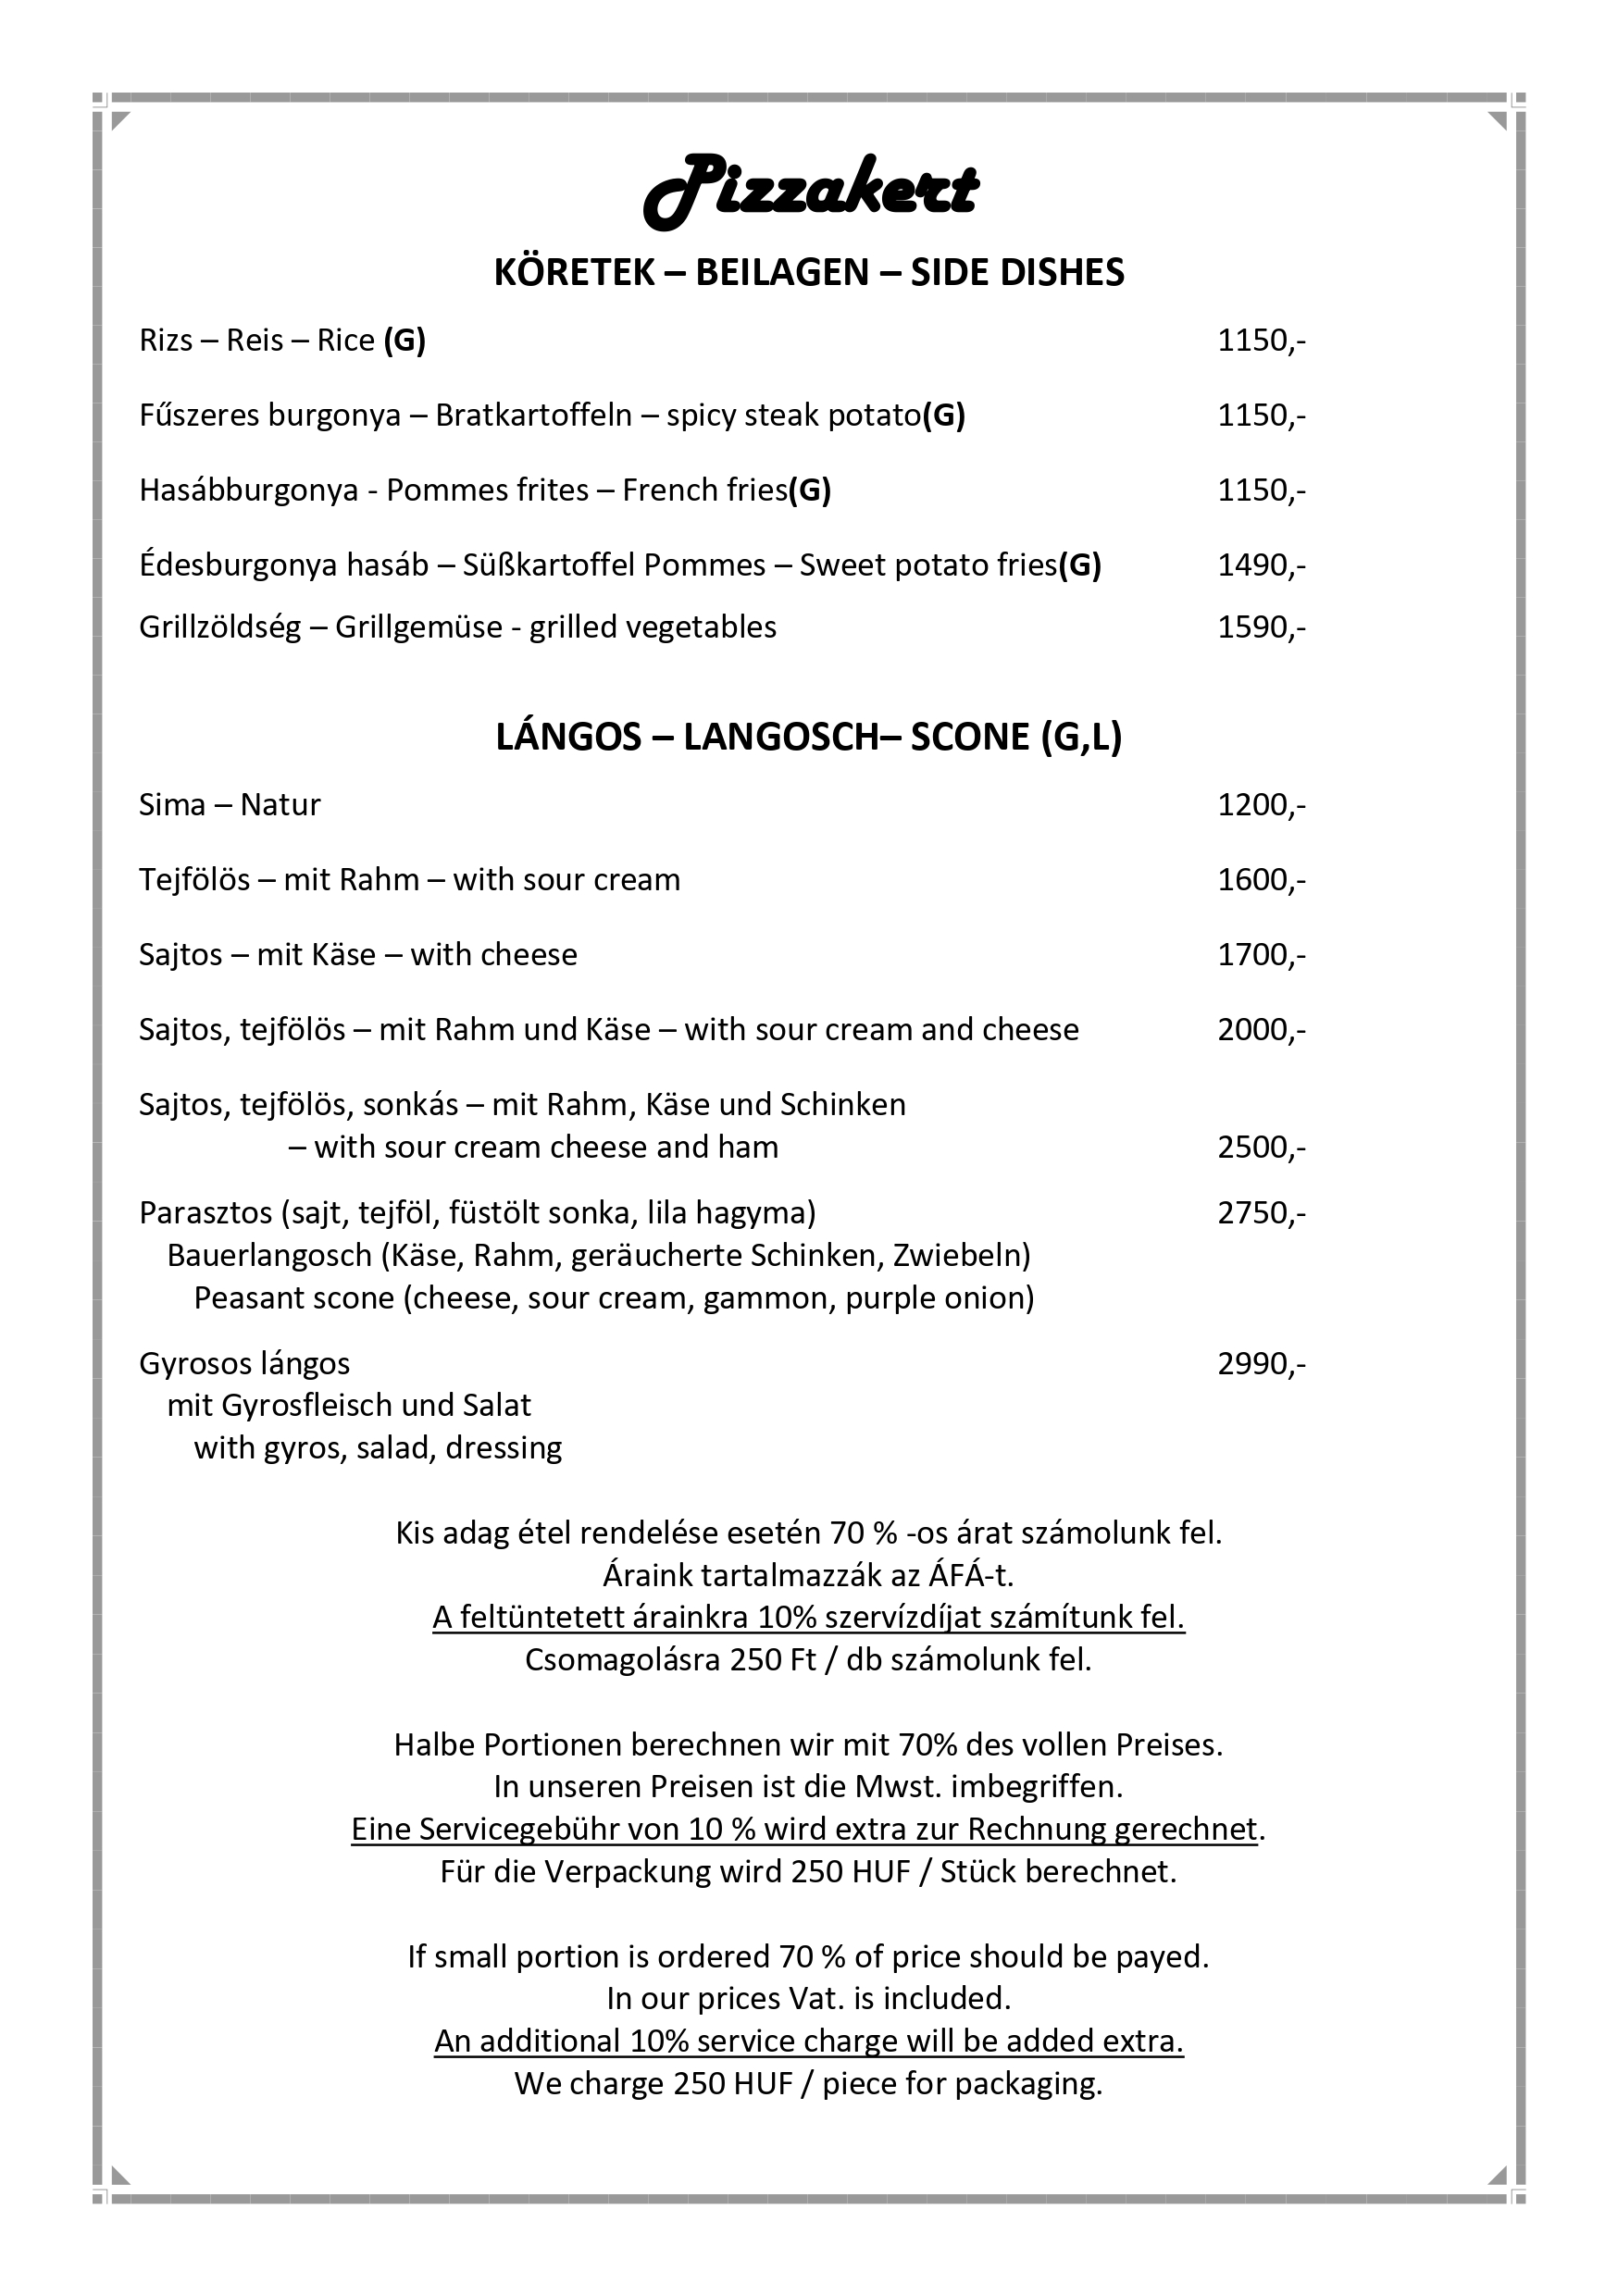 Pizzakert
KÖRETEK – BEILAGEN – SIDE DISHES
Rizs – Reis – Rice (G) 1150,-
Fűszeres burgonya – Bratkartoffeln – spicy steak potato(G) 1150,-
Hasábburgonya - Pommes frites – French fries(G) 1150,-
Édesburgonya hasáb – Süßkartoffel Pommes – Sweet potato fries(G) 1490,-
Grillzöldség – Grillgemüse - grilled vegetables 1590,-
LÁNGOS – LANGOSCH– SCONE (G,L)
Sima – Natur 1200,-
Tejfölös – mit Rahm – with sour cream 1600,-
Sajtos – mit Käse – with cheese 1700,-
Sajtos, tejfölös – mit Rahm und Käse – with sour cream and cheese 2000,-
Sajtos, tejfölös, sonkás – mit Rahm, Käse und Schinken
– with sour cream cheese and ham 2500,-
Parasztos (sajt, tejföl, füstölt sonka, lila hagyma) 2750,-
Bauerlangosch (Käse, Rahm, geräucherte Schinken, Zwiebeln)
Peasant scone (cheese, sour cream, gammon, purple onion)
Gyrosos lángos 2990,-
mit Gyrosfleisch und Salat
with gyros, salad, dressing
Kis adag étel rendelése esetén 70 % -os árat számolunk fel.
Áraink tartalmazzák az ÁFÁ-t.
A feltüntetett árainkra 10% szervízdíjat számítunk fel.
Csomagolásra 250 Ft / db számolunk fel.
Halbe Portionen berechnen wir mit 70% des vollen Preises.
In unseren Preisen ist die Mwst. imbegriffen.
Eine Servicegebühr von 10 % wird extra zur Rechnung gerechnet.
Für die Verpackung wird 250 HUF / Stück berechnet.
If small portion is ordered 70 % of price should be payed.
In our prices Vat. is included.
An additional 10% service charge will be added extra.
We charge 250 HUF / piece for packaging.